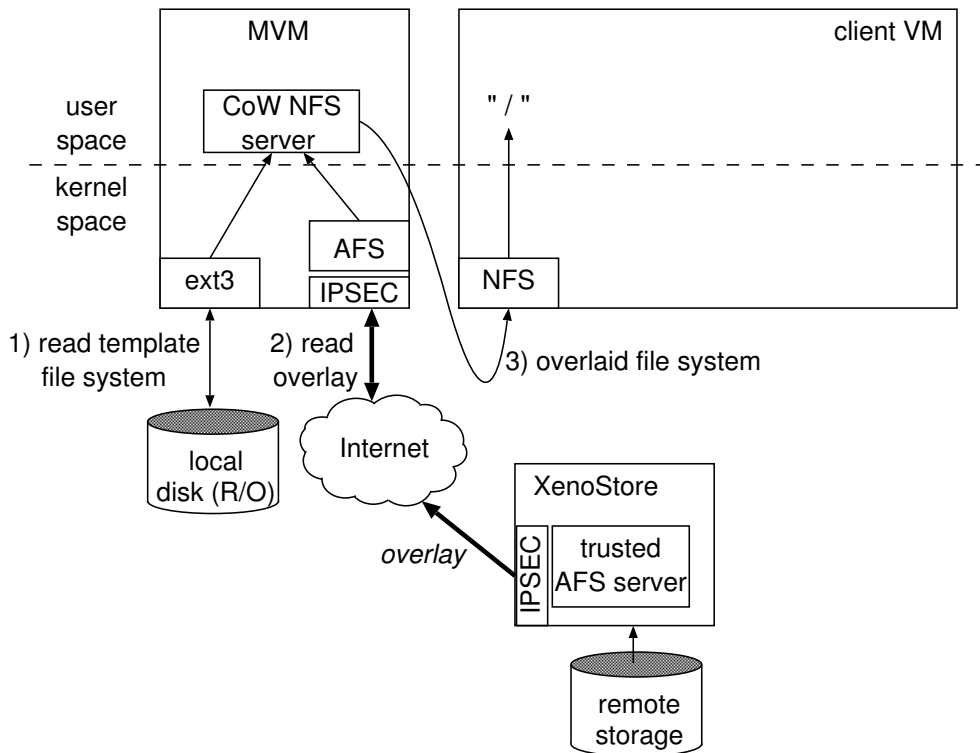 MVM
client VM
user
space
CoW NFS
server
" / "
kernel
space
AFS
ext3
IPSEC
NFS
1) read template
file system
2) read
overlay
3) overlaid file system
local
disk (R/O)
Internet
XenoStore
overlay
IPSEC
trusted
AFS server
remote
storage